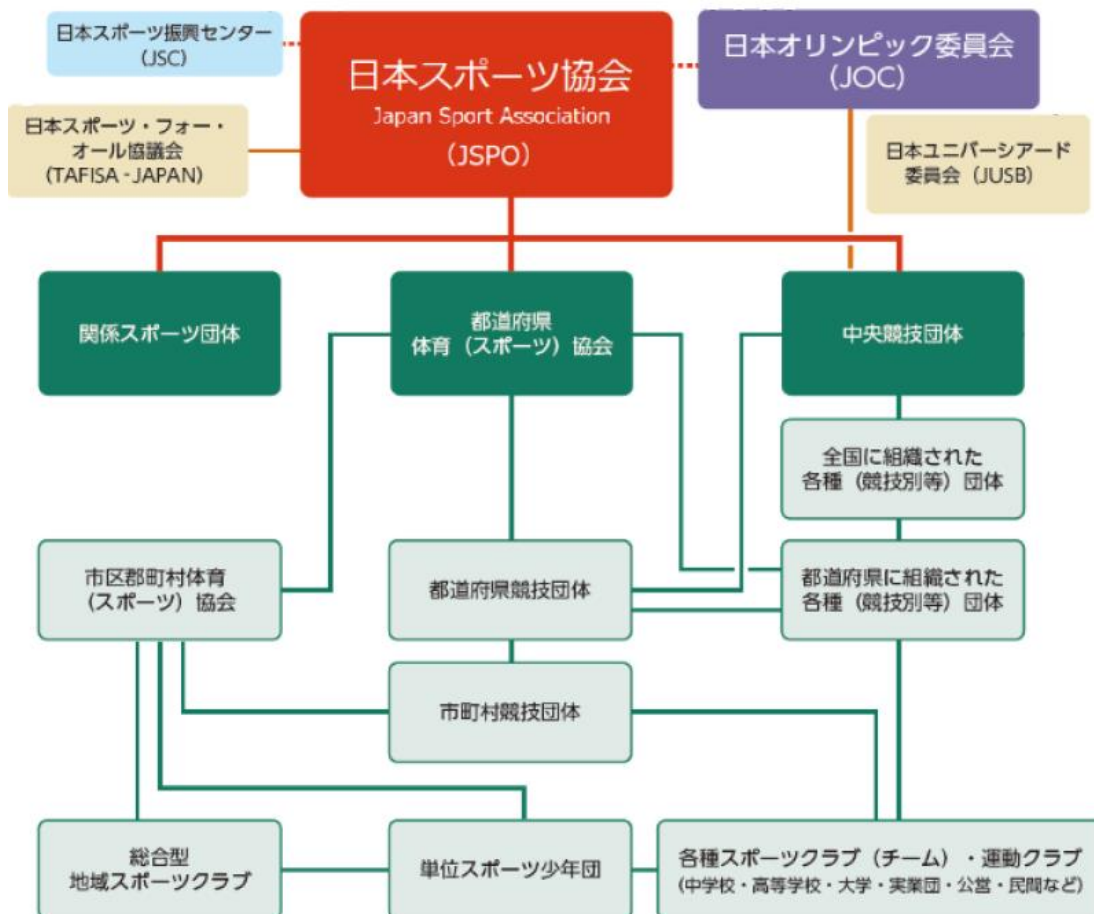 日本スポーツ振興センター
(JSC)
日本スポーツ協会
Japan Sport Association
(JSPO)
日本オリンピック委員会
(JOC)
日本スポーツ・フォー・
オール協議会
(TAFISA - JAPAN)
日本ユニバーシアード
委員会 (JUSB)
関係スポーツ団体
都道府県
体育(スポーツ)協会
中央競技団体
全国に組織された
各種(競技別等)団体
市区郡町村体育
(スポーツ)協会
都道府県競技団体
都道府県に組織された
各種(競技別等)団体
市町村競技団体
総合型
地域スポーツクラブ
単位スポーツ少年団
各種スポーツクラブ(チーム)・運動クラブ
(中学校・高等学校・大学・実業団・公営・民間など)